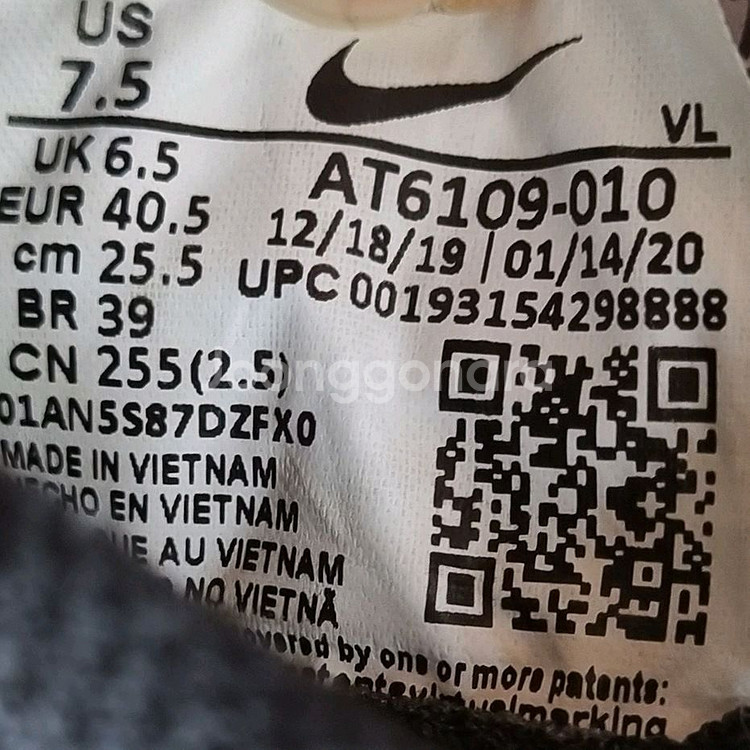 US
7.5
VL
UK 6.5
EUR 40.5
cm 25.5
BR 39
CN 255(2.5)
AT6109-010
12/18/19 | 01/14/20
UPC 00193154298888
01AN5S87DZFX0
MADE IN VIETNAM
HO EN VIETNAM
UE AU VIETNAM
NO VIETNÃ
overed by one or more patents: